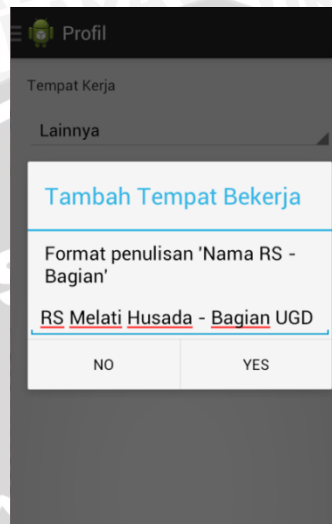 Profil
Tempat Kerja
Lainnya
Tambah Tempat Bekerja
Format penulisan 'Nama RS -
Bagian'
RS Melati Husada - Bagian UGD
NO YES